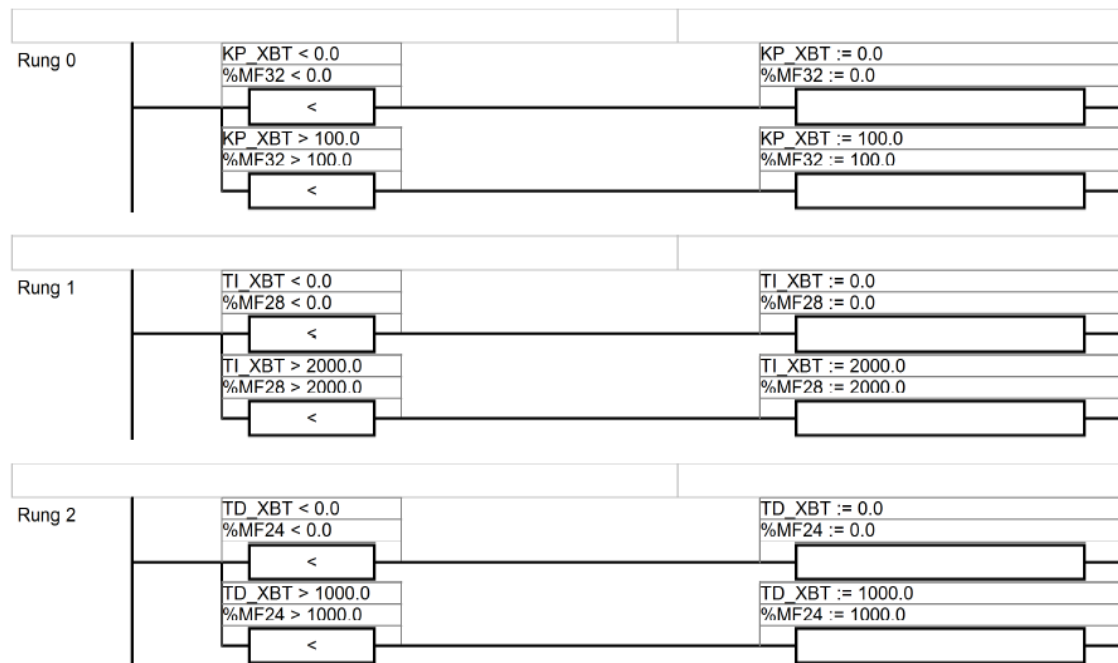 Rung 0
KP_XBT < 0.0
%MF32 < 0.0
<
KP_XBT := 0.0
%MF32 := 0.0
KP_XBT > 100.0
%MF32 > 100.0
<
KP_XBT := 100.0
%MF32 := 100.0
Rung 1
TI_XBT < 0.0
%MF28 < 0.0
<
TI_XBT := 0.0
%MF28 := 0.0
TI_XBT > 2000.0
%MF28 > 2000.0
<
TI_XBT := 2000.0
%MF28 := 2000.0
Rung 2
TD_XBT < 0.0
%MF24 < 0.0
<
TD_XBT := 0.0
%MF24 := 0.0
TD_XBT > 1000.0
%MF24 > 1000.0
<
TD_XBT := 1000.0
%MF24 := 1000.0